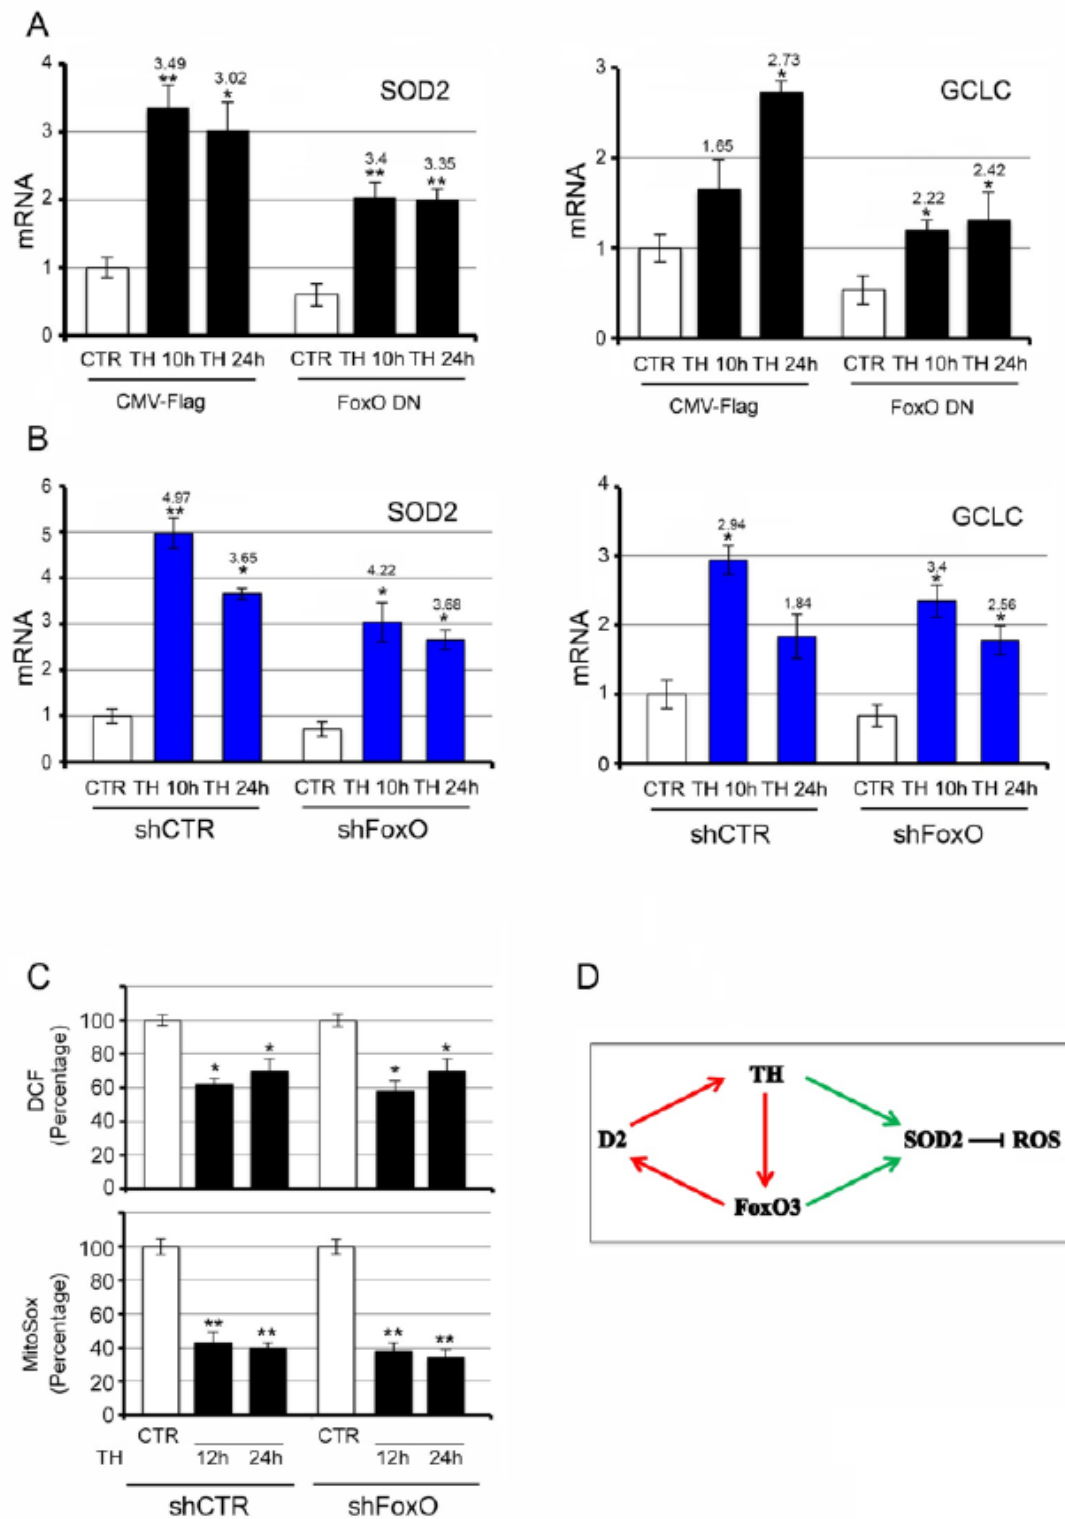 A
SOD2
mRNA
4
3
2
1
0
3.49
**
3.02
*
3.4
**
3.35
**
CTR TH 10h TH 24h CTR TH 10h TH 24h
CMV-Flag FoxO DN
GCLC
mRNA
3
2
1
0
1.65
2.73
*
2.22
*
2.42
*
CTR TH 10h TH 24h CTR TH 10h TH 24h
CMV-Flag FoxO DN
B
SOD2
mRNA
6
5
4
3
2
1
0
4.97
**
3.65
*
4.22
*
3.68
*
CTR TH 10h TH 24h CTR TH 10h TH 24h
shCTR shFoxO
GCLC
mRNA
4
3
2
1
0
2.94
*
1.84
3.4
*
2.56
*
CTR TH 10h TH 24h CTR TH 10h TH 24h
shCTR shFoxO
C
DCF
(Percentage)
100
80
60
40
20
0
* * * *
MitoSox
(Percentage)
100
80
60
40
20
0
** ** ** **
CTR CTR
TH 12h 24h 12h 24h
shCTR shFoxO
D
TH
D2 SOD2 ROS
FoxO3